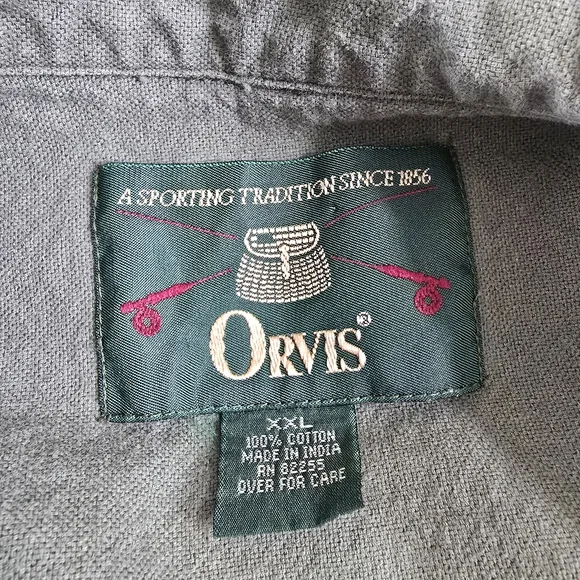 A SPORTING TRADITION SINCE 1856
ORVIS®
XXL
100% COTTON
MADE IN INDIA
RN 82255
OVER FOR CARE